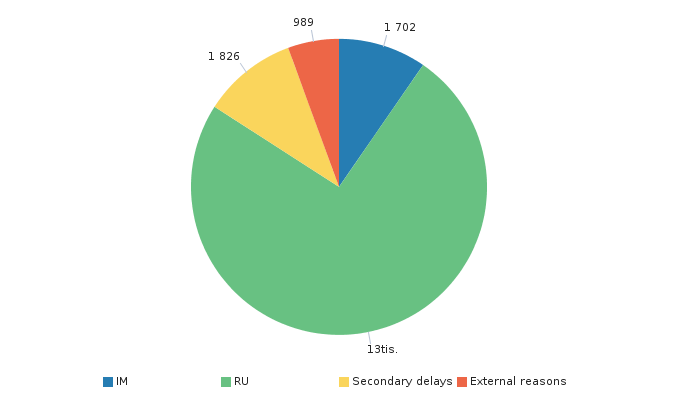 989
1 702
1 826
13tis.
IM
RU
Secondary delays
External reasons